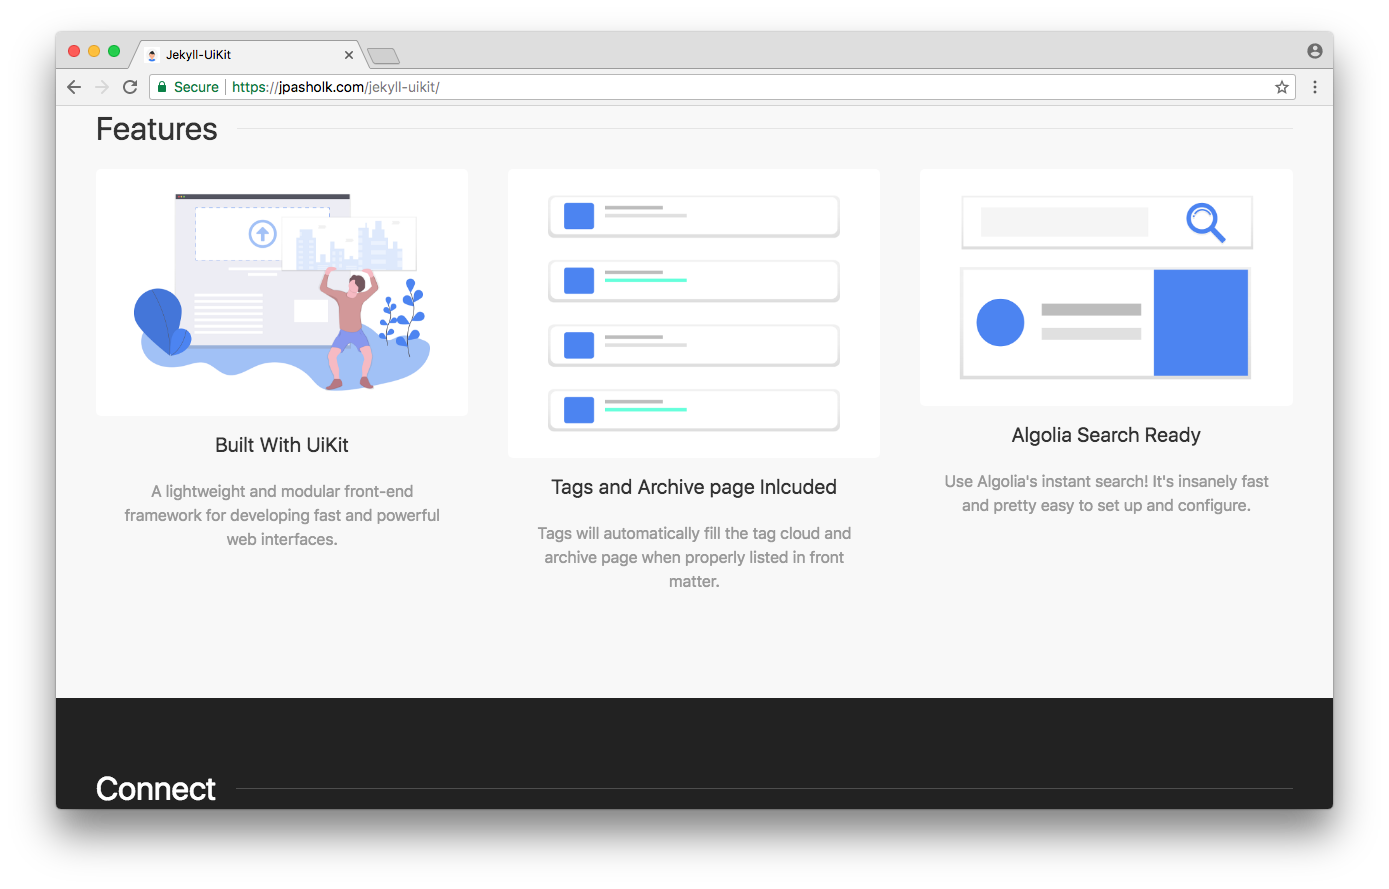 Jekyll-UiKit
Secure https://jpasholk.com/jekyll-uikit/
Features
Built With UiKit
A lightweight and modular front-end
framework for developing fast and powerful
web interfaces.
Tags and Archive page Inlcuded
Tags will automatically fill the tag cloud and
archive page when properly listed in front
matter.
Algolia Search Ready
Use Algolia's instant search! It's insanely fast
and pretty easy to set up and configure.
Connect